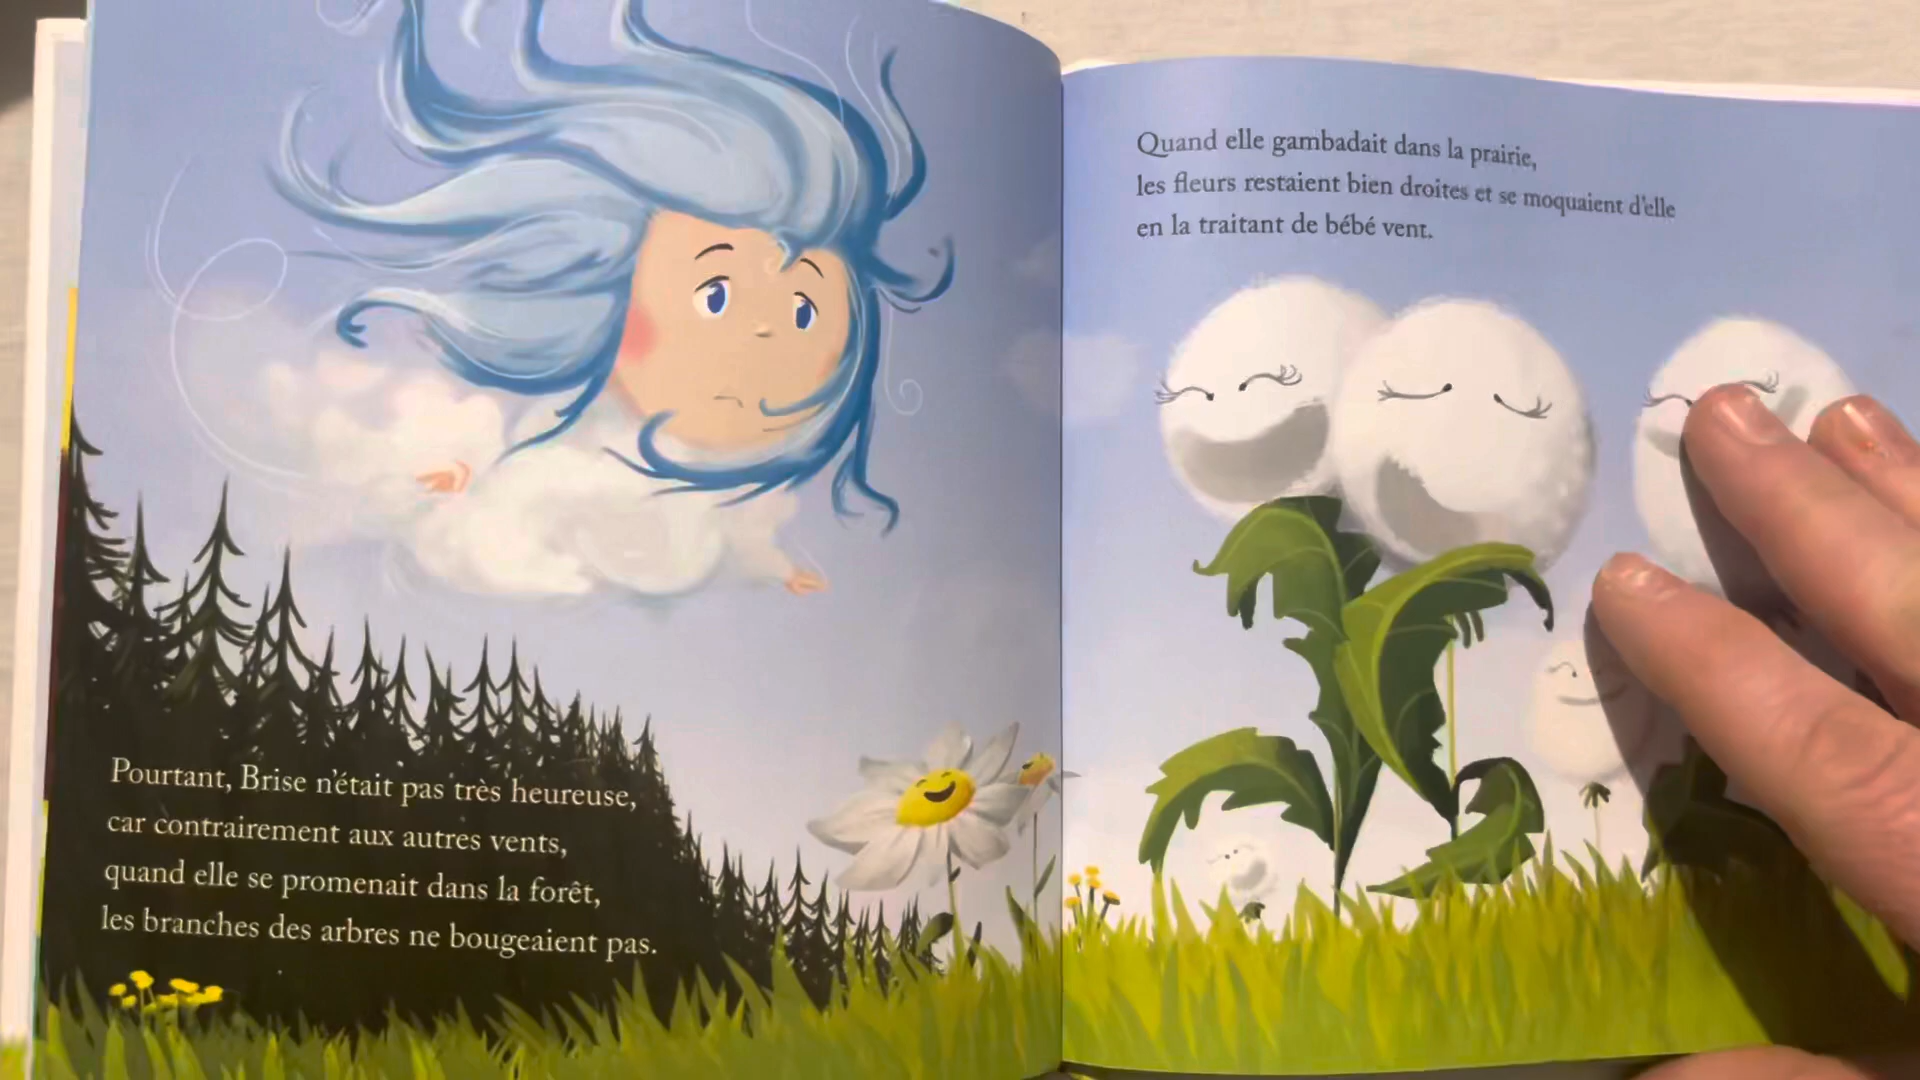 Pourtant, Brise n'était pas très heureuse,
car contrairement aux autres vents,
quand elle se promenait dans la forêt,
les branches des arbres ne bougeaient pas.
Quand elle gambadait dans la prairie,
les fleurs restaient bien droites et se moquaient d'elle
en la traitant de bébé vent.